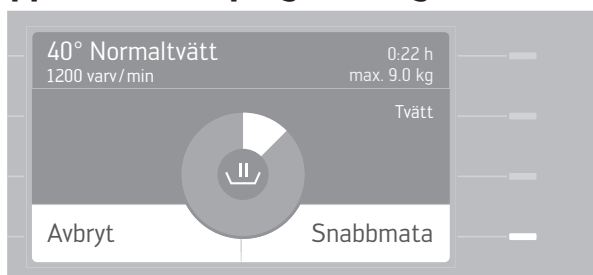 40° Normaltvätt
0:22 h
1200 varv/min
max. 9.0 kg
Tvätt
Avbryt
Snabbmata